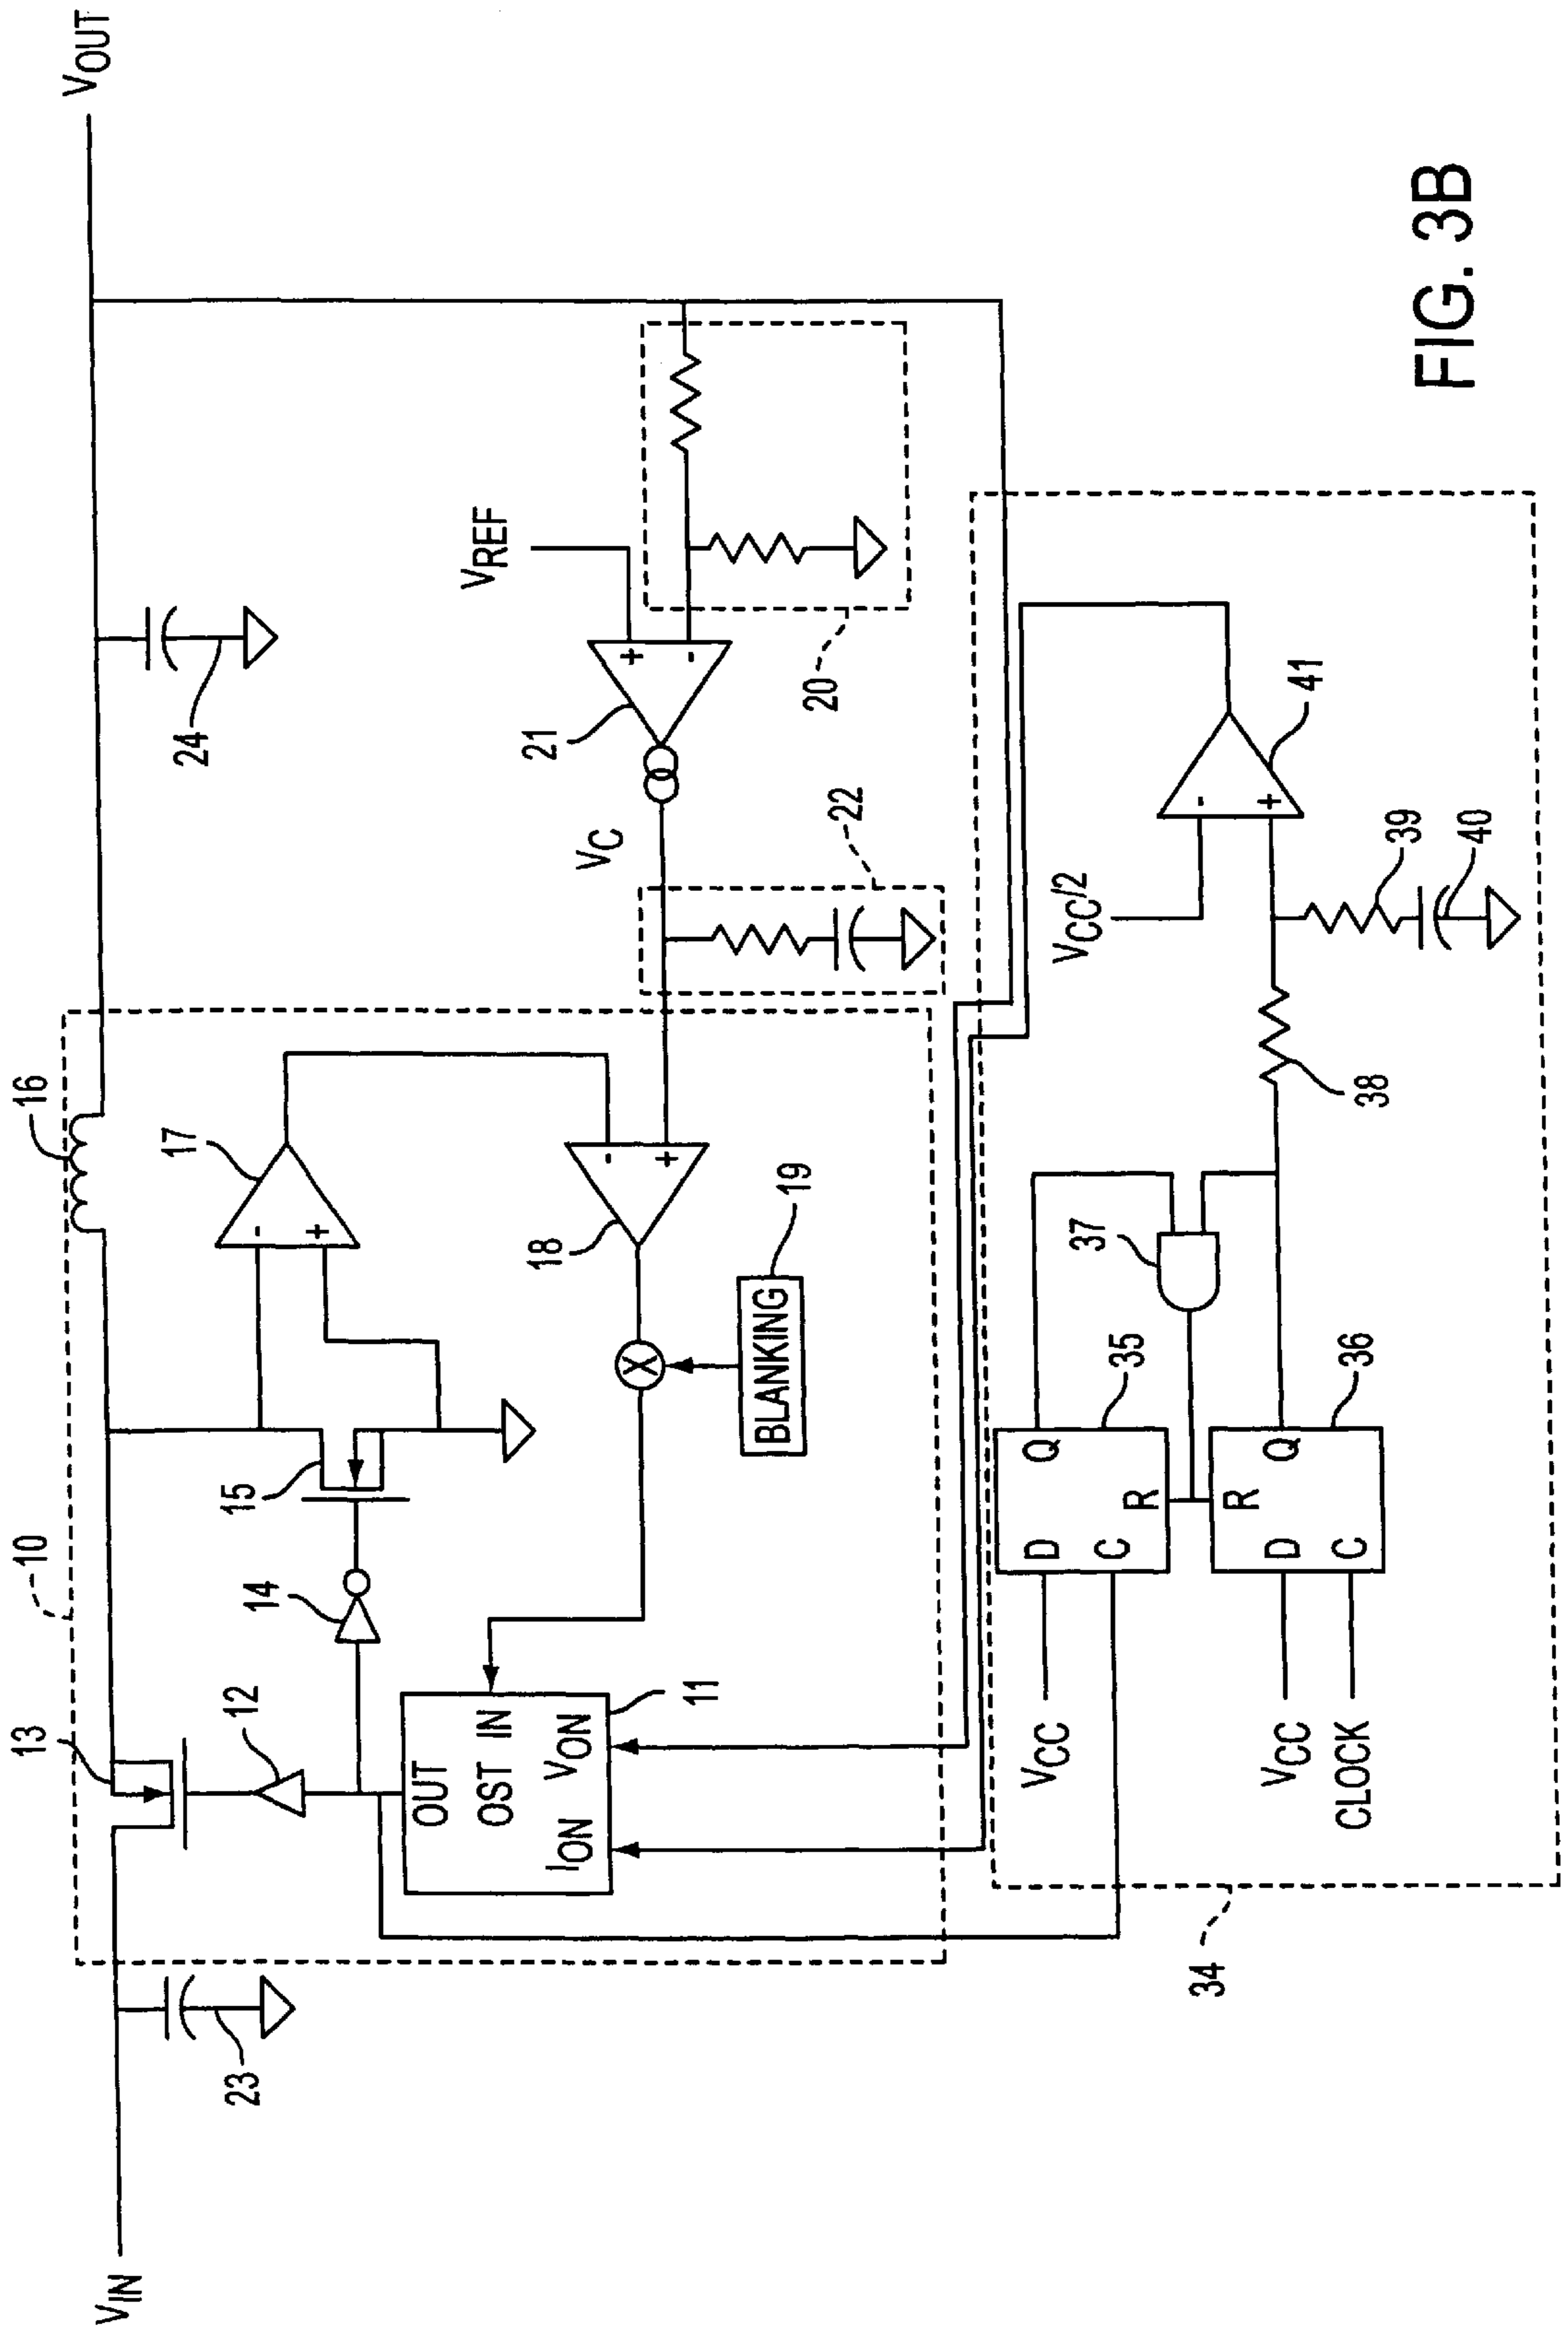 16
10
13
VIN
VOUT
17
12
14
15
24
23
OUT
OST IN
ION
VON
11
18
BLANKING
19
VC
21
VREF
22
20
34
VCC
D
Q
C
R
35
37
VCC
CLOCK
R
D
Q
C
36
38
VCC/2
39
40
41
-
+
-
+
+
-
-
+
X
FIG. 3B